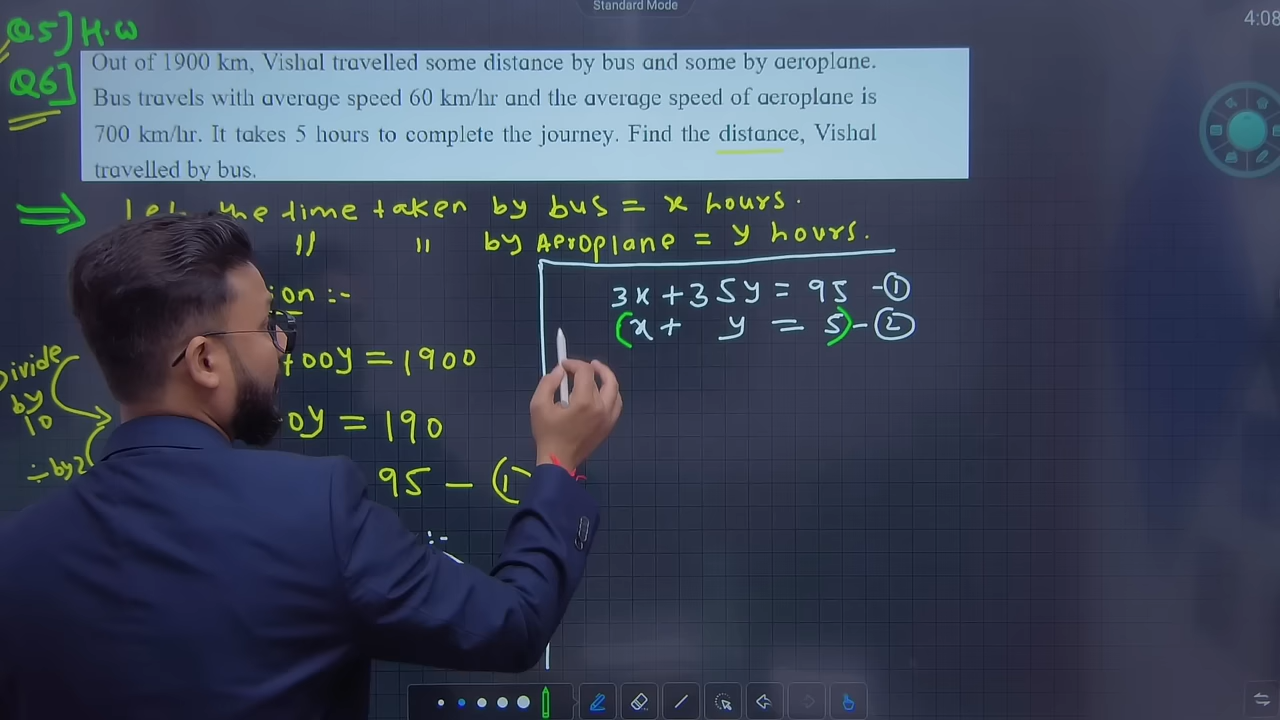 Standard Mode
4:08
Q5] H.W
Q6]
Out of 1900 km, Vishal travelled some distance by bus and some by aeroplane.
Bus travels with average speed 60 km/hr and the average speed of aeroplane is
700 km/hr. It takes 5 hours to complete the journey. Find the distance, Vishal
travelled by bus.
the time taken by bus = x hours.
〃 〃 by Aeroplane = y hours.
ion :-
00y = 1900
Divide by 10
0y = 190
÷ by 2
95 — (1
:-
3x + 35y = 95 - ①
(x + y = 5) - ②